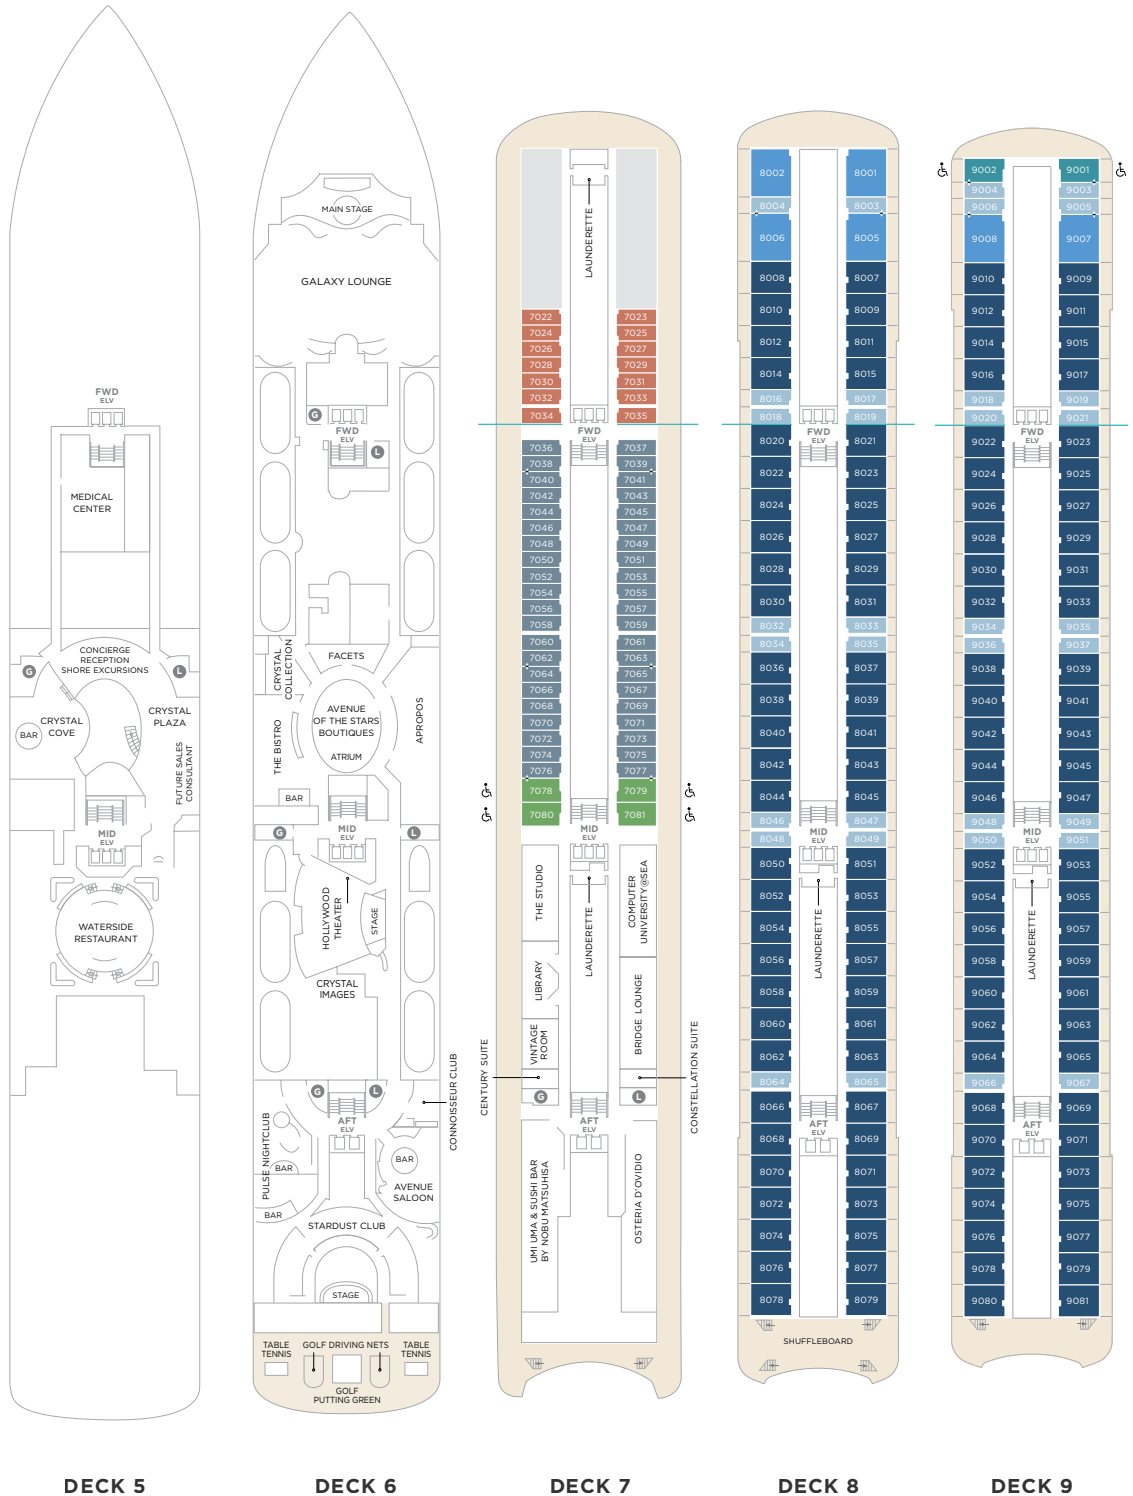 FWD
ELV
MEDICAL
CENTER
CONCIERGE
RECEPTION
SHORE EXCURSIONS
G
L
CRYSTAL
COVE
BAR
CRYSTAL
PLAZA
FUTURE SALES
CONSULTANT
MID
ELV
WATERSIDE
RESTAURANT
DECK 5
MAIN STAGE
GALAXY LOUNGE
G
FWD
ELV
L
CRYSTAL
COLLECTION
FACETS
AVENUE
OF THE STARS
BOUTIQUES
ATRIUM
THE BISTRO
APROPOS
BAR
G
MID
ELV
L
HOLLYWOOD
THEATER
STAGE
CRYSTAL
IMAGES
G
L
AFT
ELV
CONNOISSEUR CLUB
PULSE NIGHTCLUB
BAR
BAR
BAR
AVENUE
SALOON
STARDUST CLUB
STAGE
TABLE
TENNIS
GOLF DRIVING NETS
TABLE
TENNIS
GOLF
PUTTING GREEN
DECK 6
LAUNDERETTE
7022 7023
7024 7025
7026 7027
7028 7029
7030 7031
7032 7033
7034 7035
FWD
ELV
7036 7037
7038 7039
7040 7041
7042 7043
7044 7045
7046 7047
7048 7049
7050 7051
7052 7053
7054 7055
7056 7057
7058 7059
7060 7061
7062 7063
7064 7065
7066 7067
7068 7069
7070 7071
7072 7073
7074 7075
7076 7077
7078 7079
7080 7081
MID
ELV
THE STUDIO
COMPUTER
UNIVERSITY@SEA
LAUNDERETTE
LIBRARY
BRIDGE LOUNGE
VINTAGE
ROOM
CENTURY SUITE
CONSTELLATION SUITE
G
L
AFT
ELV
UMI UMA & SUSHI BAR
BY NOBU MATSUHISA
OSTERIA D'OVIDIO
DECK 7
8002 8001
8004 8003
8006 8005
8008 8007
8010 8009
8012 8011
8014 8015
8016 8017
8018 8019
FWD
ELV
8020 8021
8022 8023
8024 8025
8026 8027
8028 8029
8030 8031
8032 8033
8034 8035
8036 8037
8038 8039
8040 8041
8042 8043
8044 8045
8046 8047
MID
ELV
8048 8049
8050 8051
8052 8053
8054 8055
LAUNDERETTE
8056 8057
8058 8059
8060 8061
8062 8063
8064 8065
8066 8067
AFT
ELV
8068 8069
8070 8071
8072 8073
8074 8075
8076 8077
8078 8079
SHUFFLEBOARD
DECK 8
9002 9001
9004 9003
9006 9005
9008 9007
9010 9009
9012 9011
9014 9015
9016 9017
9018 9019
9020 9021
FWD
ELV
9022 9023
9024 9025
9026 9027
9028 9029
9030 9031
9032 9033
9034 9035
9036 9037
9038 9039
9040 9041
9042 9043
9044 9045
9046 9047
9048 9049
MID
ELV
9050 9051
9052 9053
9054 9055
9056 9057
LAUNDERETTE
9058 9059
9060 9061
9062 9063
9064 9065
9066 9067
9068 9069
AFT
ELV
9070 9071
9072 9073
9074 9075
9076 9077
9078 9079
9080 9081
DECK 9